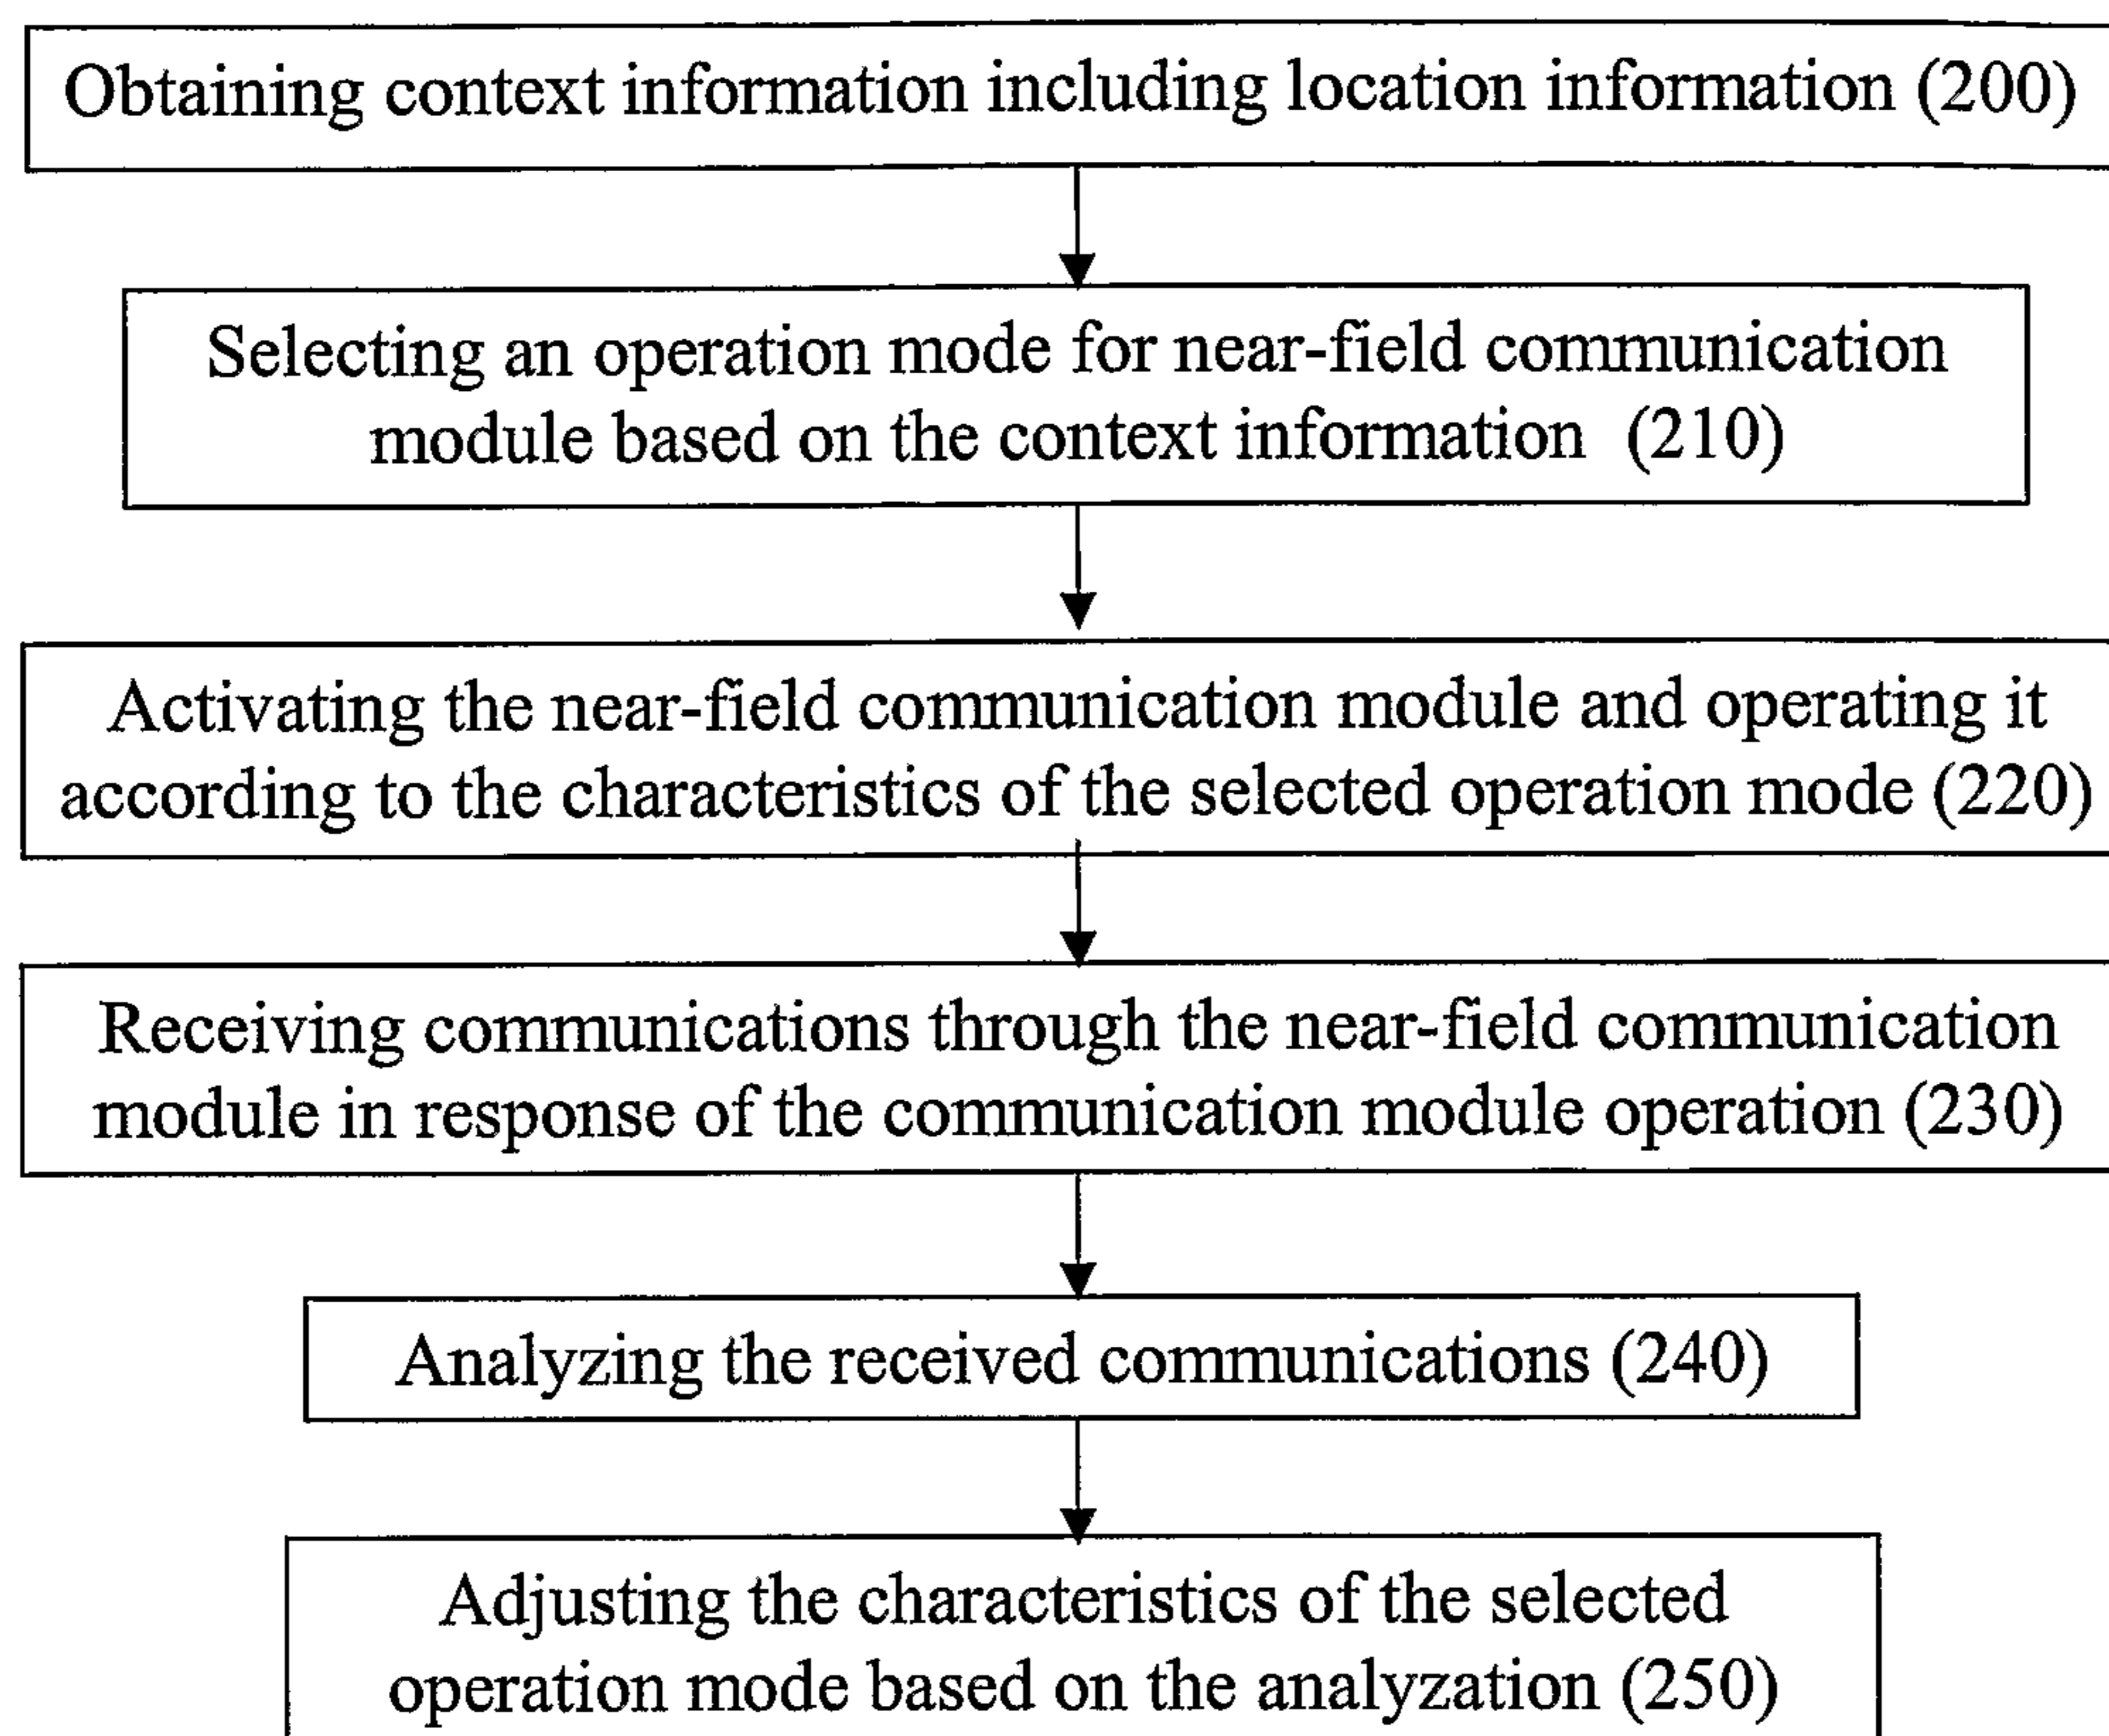 Obtaining context information including location information (200)
Selecting an operation mode for near-field communication
module based on the context information (210)
Activating the near-field communication module and operating it
according to the characteristics of the selected operation mode (220)
Receiving communications through the near-field communication
module in response of the communication module operation (230)
Analyzing the received communications (240)
Adjusting the characteristics of the selected
operation mode based on the analyzation (250)